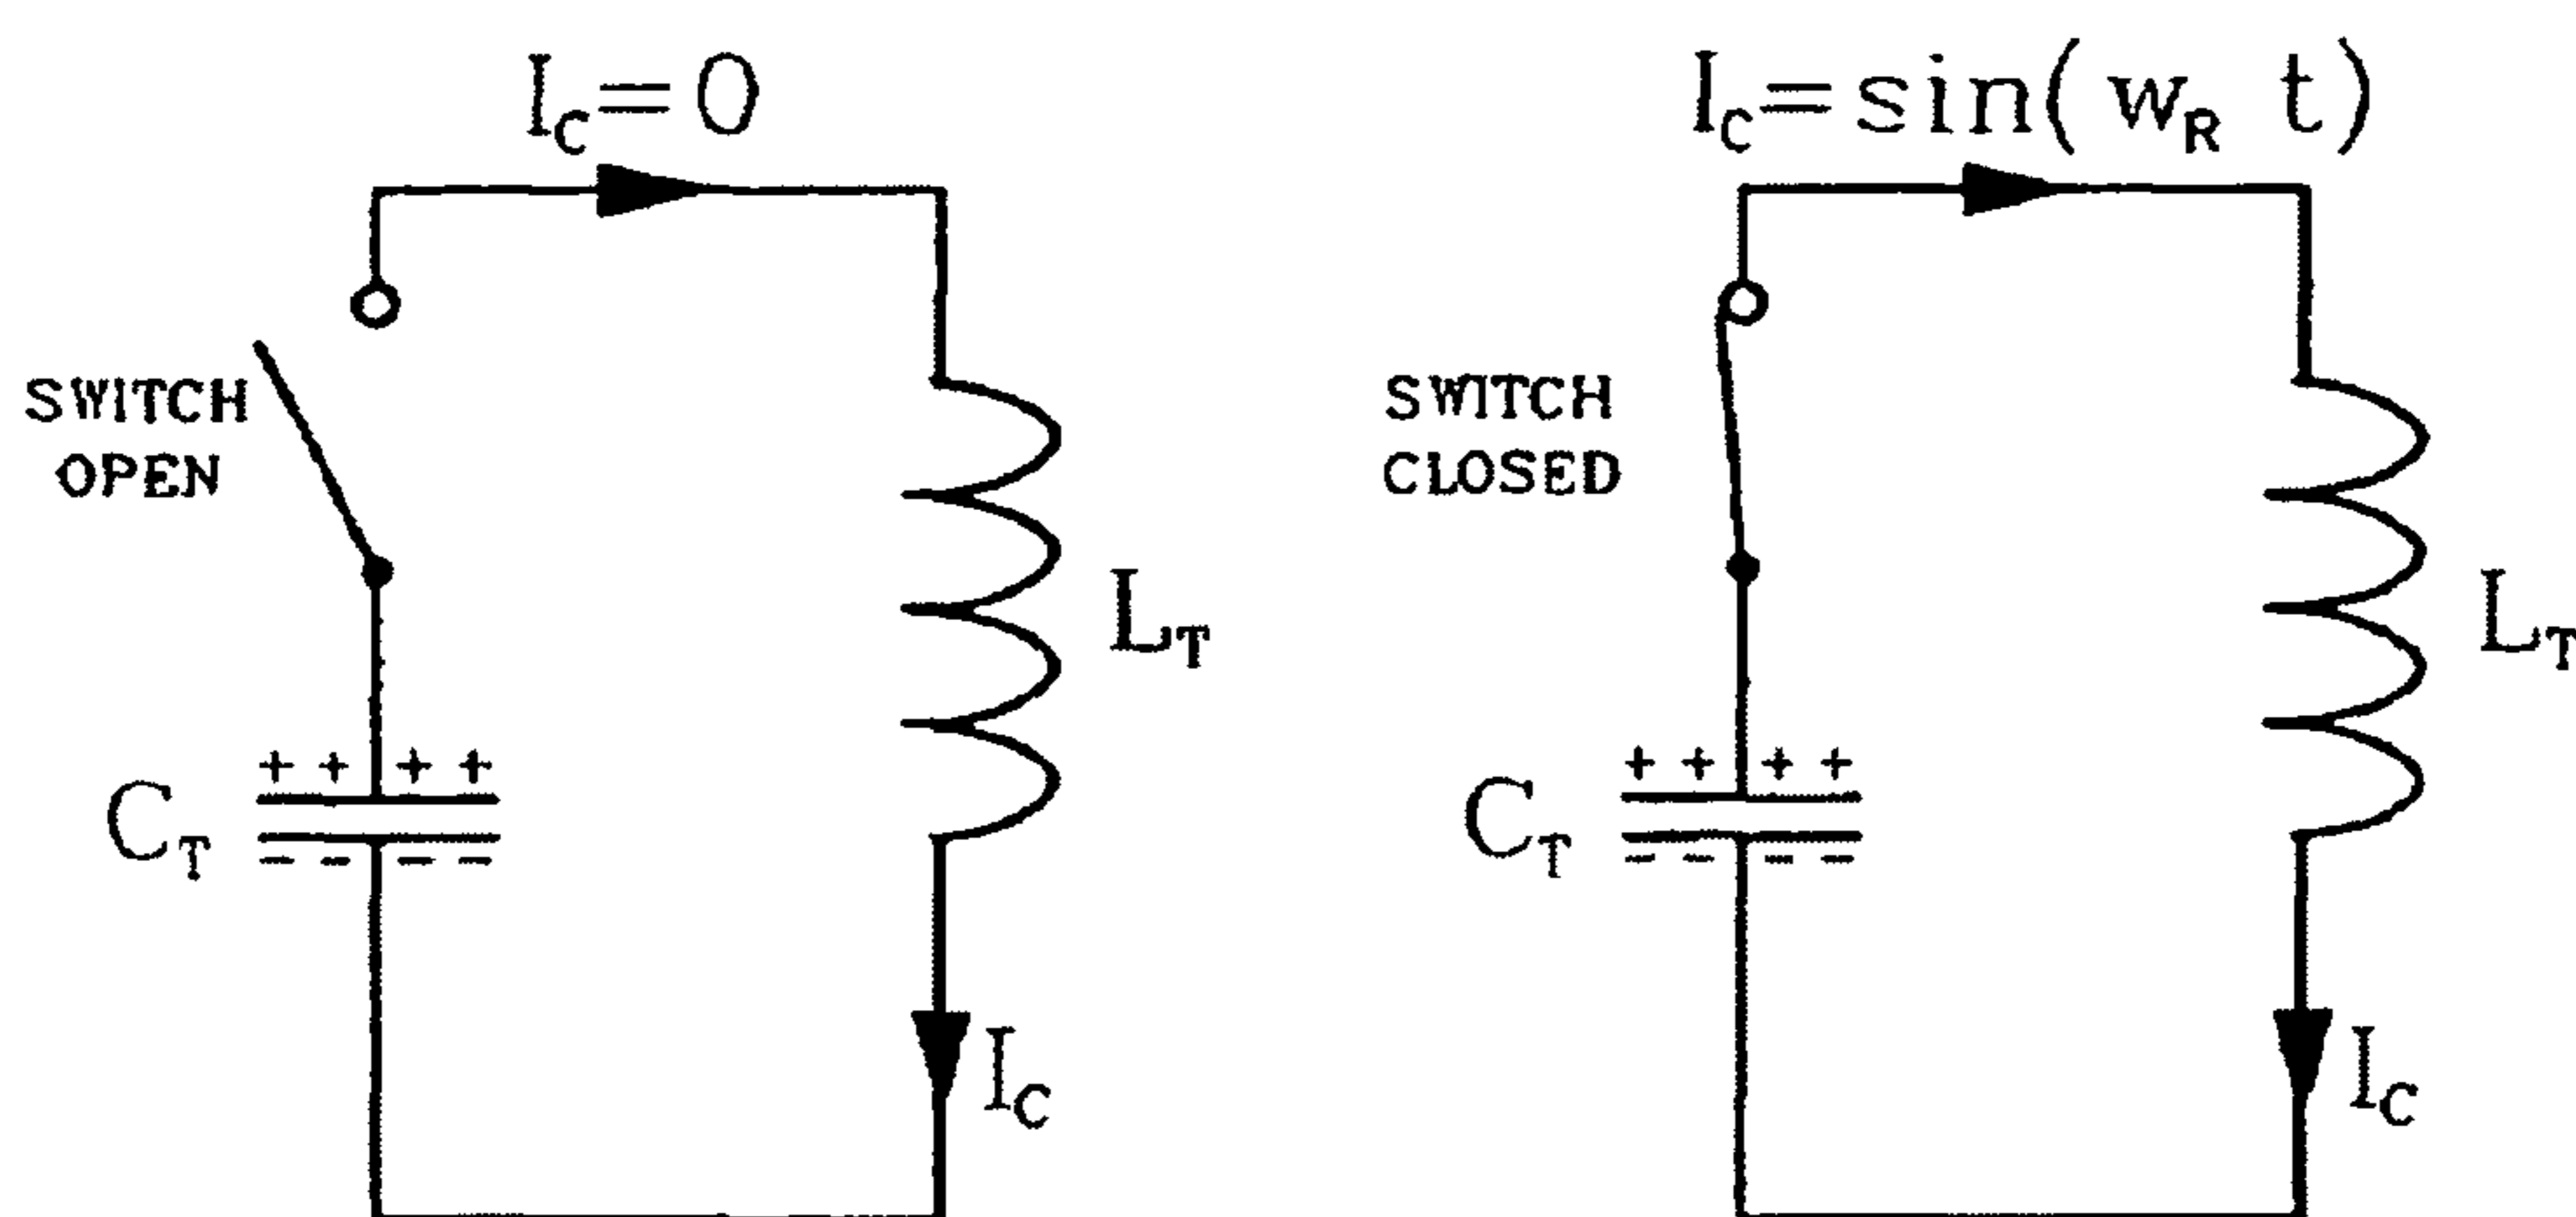 I_C=0
SWITCH
OPEN
L_T
+ + + +
C_T
- - - -
I_C
I_C=sin( w_R t)
SWITCH
CLOSED
L_T
+ + + +
C_T
- - - -
I_C